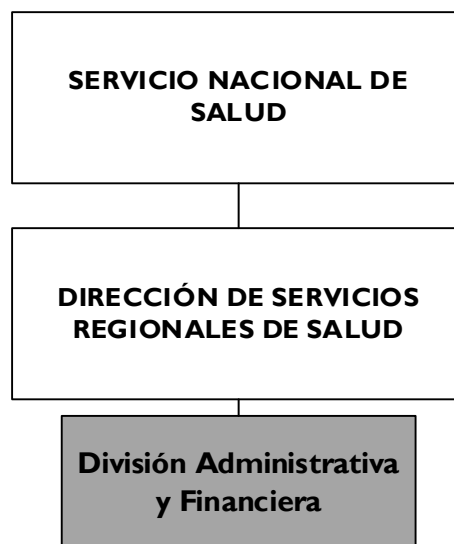 SERVICIO NACIONAL DE
SALUD
DIRECCIÓN DE SERVICIOS
REGIONALES DE SALUD
División Administrativa
y Financiera